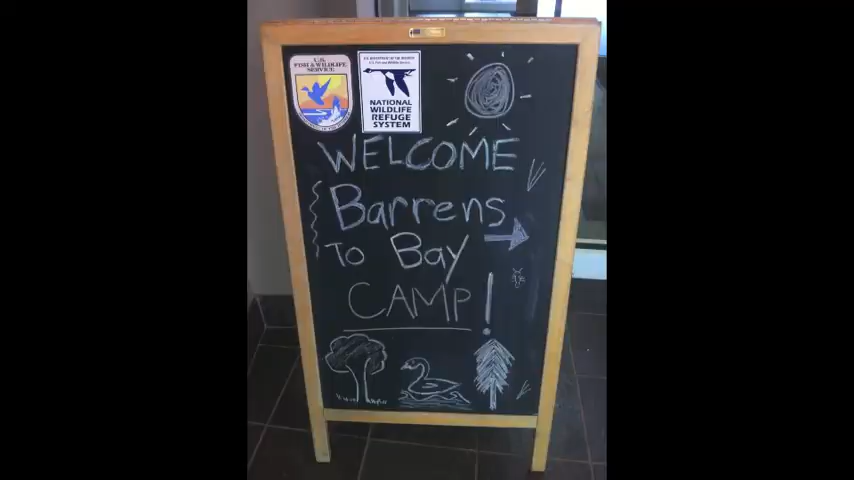 U.S.
FISH & WILDLIFE
SERVICE
NATIONAL
WILDLIFE
REFUGE
SYSTEM
WELCOME
Barrens
To Bay
CAMP!